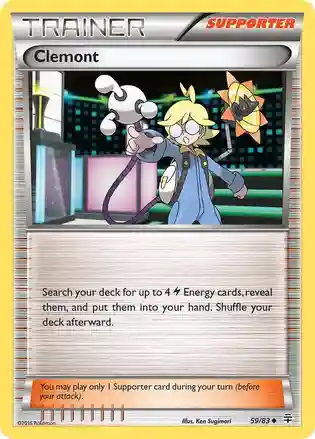 TRAINER SUPPORTER
Clemont
Search your deck for up to 4 Energy cards, reveal
them, and put them into your hand. Shuffle your
deck afterward.
You may play only 1 Supporter card during your turn (before
your attack).
©2016 Pokémon Illus. Ken Sugimori 59/83